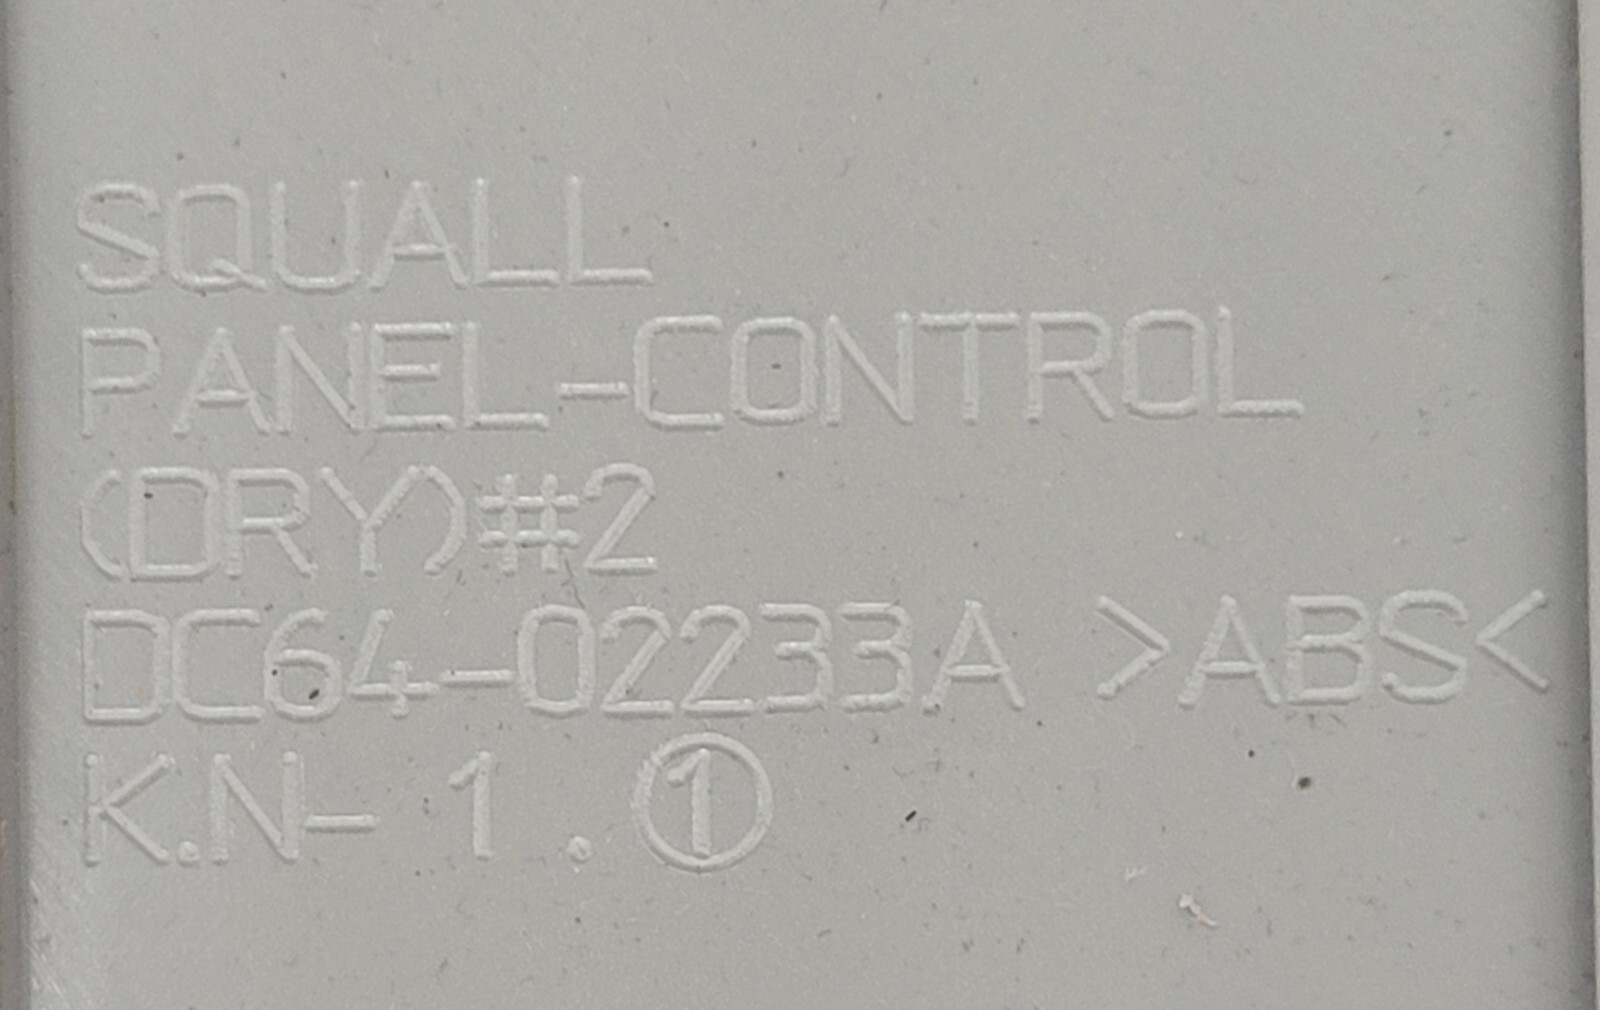 SQUALL
PANEL-CONTROL
(DRY)#2
DC64-02233A >ABS<
K.N- 1 . ①